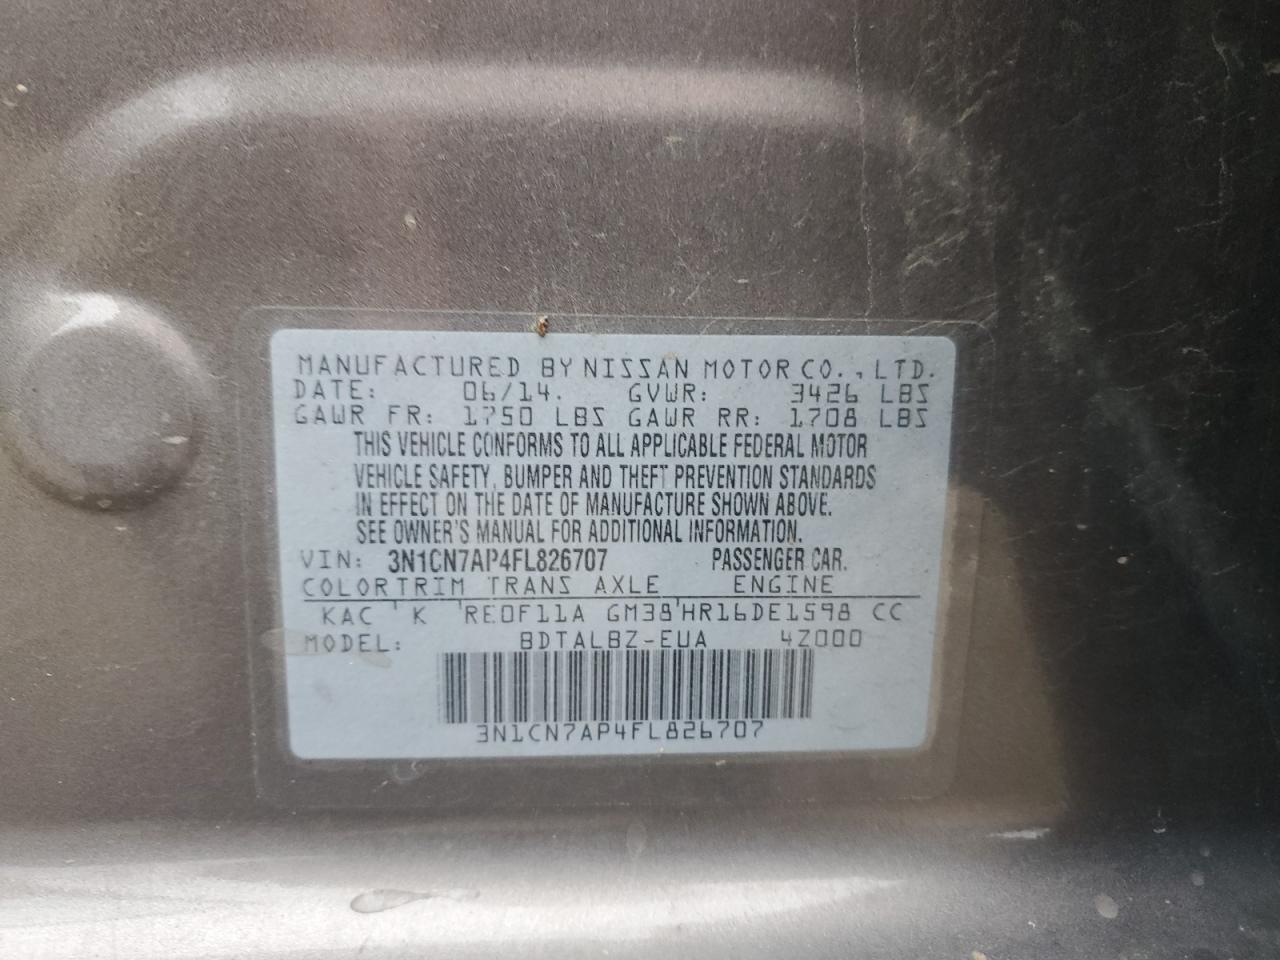 MANUFACTURED BY NISSAN MOTOR CO., LTD.
DATE: 06/14. GVWR: 3426 LBS
GAWR FR: 1750 LBS GAWR RR: 1708 LBS
THIS VEHICLE CONFORMS TO ALL APPLICABLE FEDERAL MOTOR
VEHICLE SAFETY, BUMPER AND THEFT PREVENTION STANDARDS
IN EFFECT ON THE DATE OF MANUFACTURE SHOWN ABOVE.
SEE OWNER'S MANUAL FOR ADDITIONAL INFORMATION.
VIN: 3N1CN7AP4FL826707 PASSENGER CAR.
COLOR TRIM TRANS AXLE ENGINE
KAC K RE0F11A GM38 HR16DE1598 CC
MODEL: BDTALBZ-EUA 4Z000
3N1CN7AP4FL826707